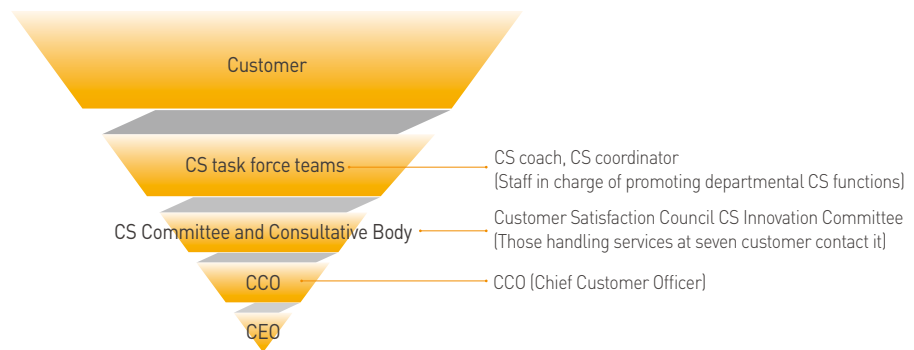 Customer
CS task force teams
CS coach, CS coordinator
(Staff in charge of promoting departmental CS functions)
CS Committee and Consultative Body
Customer Satisfaction Council CS Innovation Committee
(Those handling services at seven customer contact it)
CCO
CCO (Chief Customer Officer)
CEO